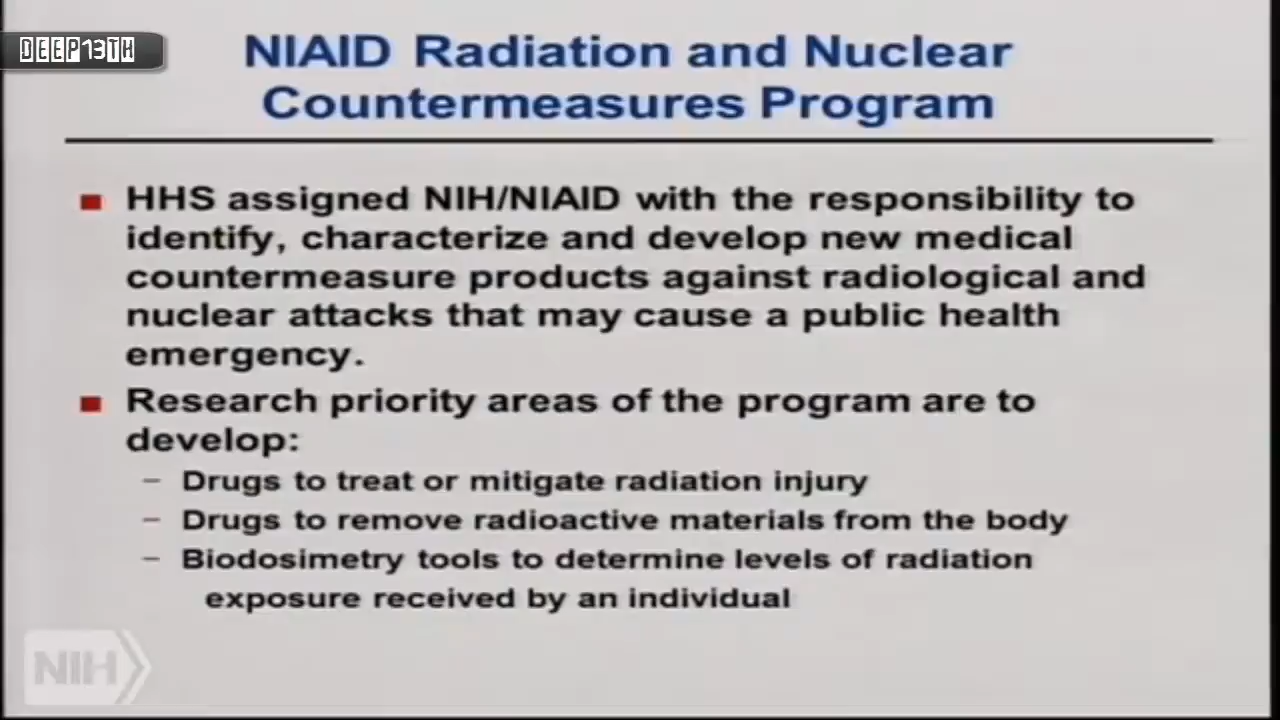 DEEP13TH
NIAID Radiation and Nuclear
Countermeasures Program
■ HHS assigned NIH/NIAID with the responsibility to
identify, characterize and develop new medical
countermeasure products against radiological and
nuclear attacks that may cause a public health
emergency.
■ Research priority areas of the program are to
develop:
– Drugs to treat or mitigate radiation injury
– Drugs to remove radioactive materials from the body
– Biodosimetry tools to determine levels of radiation
exposure received by an individual
NIH